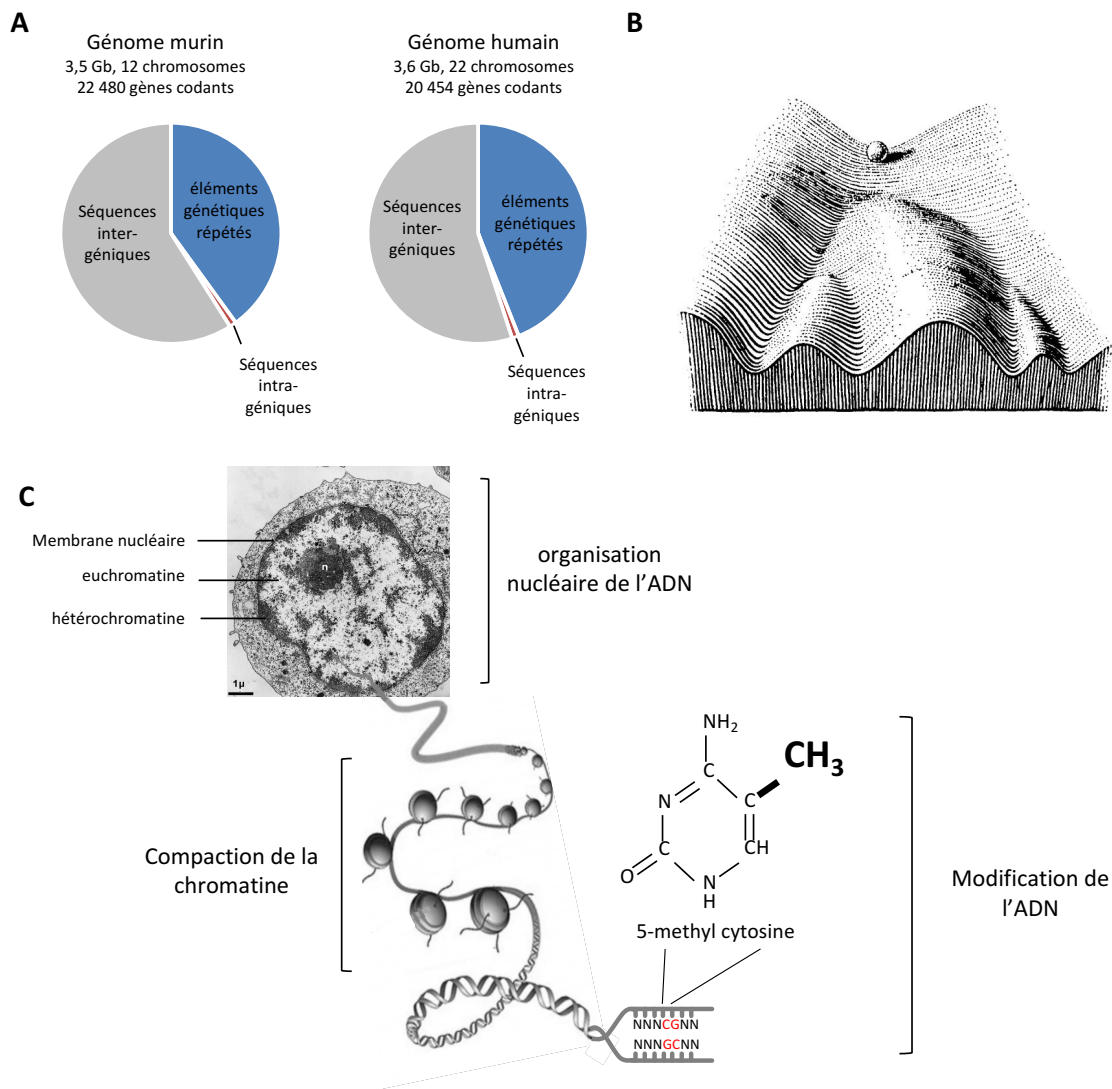 A
Génome murin
3,5 Gb, 12 chromosomes
22 480 gènes codants
Séquences
inter-
géniques
éléments
génétiques
répétés
Séquences
intra-
géniques
Génome humain
3,6 Gb, 22 chromosomes
20 454 gènes codants
Séquences
inter-
géniques
éléments
génétiques
répétés
Séquences
intra-
géniques
B
C
Membrane nucléaire
euchromatine
hétérochromatine
n
1µ
organisation
nucléaire de l’ADN
Compaction de la
chromatine
NH2
CH3
C
N
C
C
CH
O
N
H
5-methyl cytosine
NNNCGNN
NNNGCNN
Modification de
l’ADN